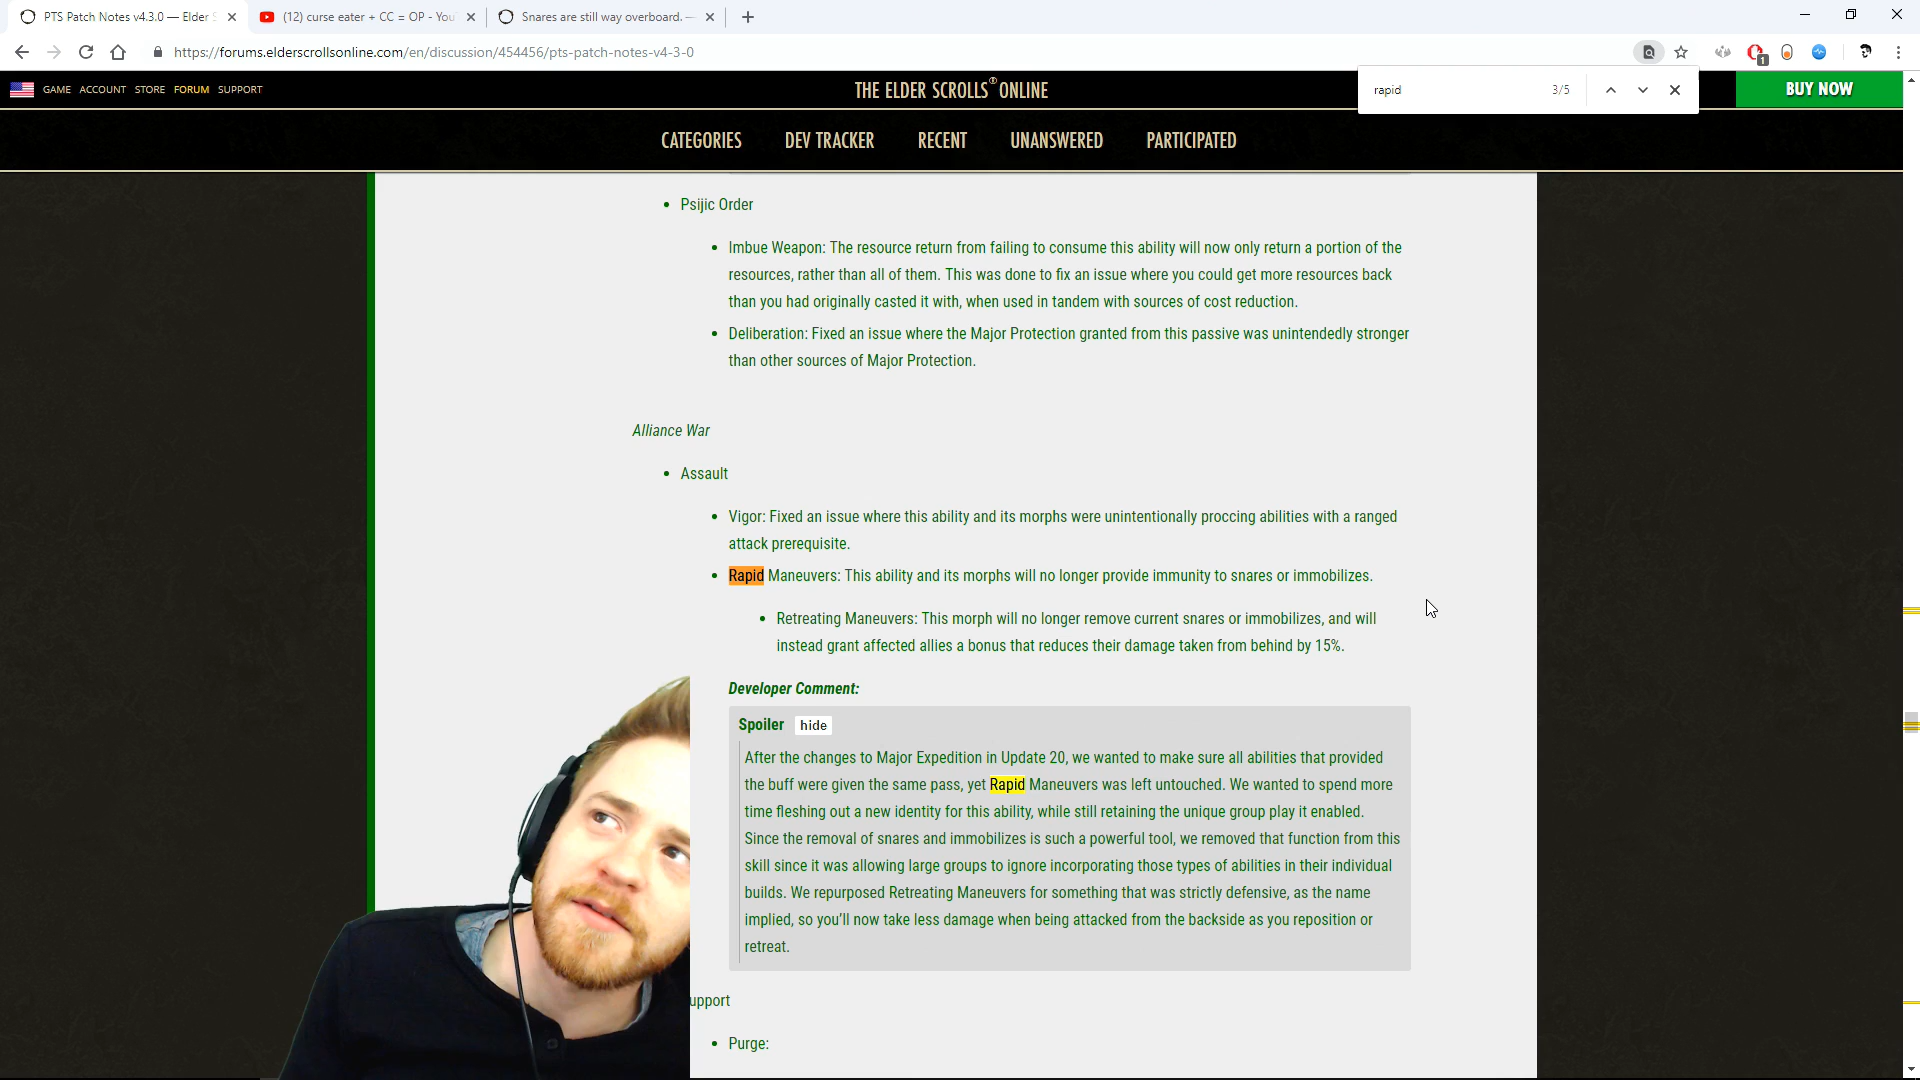 PTS Patch Notes v4.3.0 — Elder S
(12) curse eater + CC = OP - You
Snares are still way overboard. —
https://forums.elderscrollsonline.com/en/discussion/454456/pts-patch-notes-v4-3-0
1
rapid 3/5
GAME ACCOUNT STORE FORUM SUPPORT
THE ELDER SCROLLS ONLINE
BUY NOW
CATEGORIES DEV TRACKER RECENT UNANSWERED PARTICIPATED
Psijic Order
Imbue Weapon: The resource return from failing to consume this ability will now only return a portion of the
resources, rather than all of them. This was done to fix an issue where you could get more resources back
than you had originally casted it with, when used in tandem with sources of cost reduction.
Deliberation: Fixed an issue where the Major Protection granted from this passive was unintendedly stronger
than other sources of Major Protection.
Alliance War
Assault
Vigor: Fixed an issue where this ability and its morphs were unintentionally proccing abilities with a ranged
attack prerequisite.
Rapid Maneuvers: This ability and its morphs will no longer provide immunity to snares or immobilizes.
Retreating Maneuvers: This morph will no longer remove current snares or immobilizes, and will
instead grant affected allies a bonus that reduces their damage taken from behind by 15%.
Developer Comment:
Spoiler hide
After the changes to Major Expedition in Update 20, we wanted to make sure all abilities that provided
the buff were given the same pass, yet Rapid Maneuvers was left untouched. We wanted to spend more
time fleshing out a new identity for this ability, while still retaining the unique group play it enabled.
Since the removal of snares and immobilizes is such a powerful tool, we removed that function from this
skill since it was allowing large groups to ignore incorporating those types of abilities in their individual
builds. We repurposed Retreating Maneuvers for something that was strictly defensive, as the name
implied, so you'll now take less damage when being attacked from the backside as you reposition or
retreat.
upport
Purge: